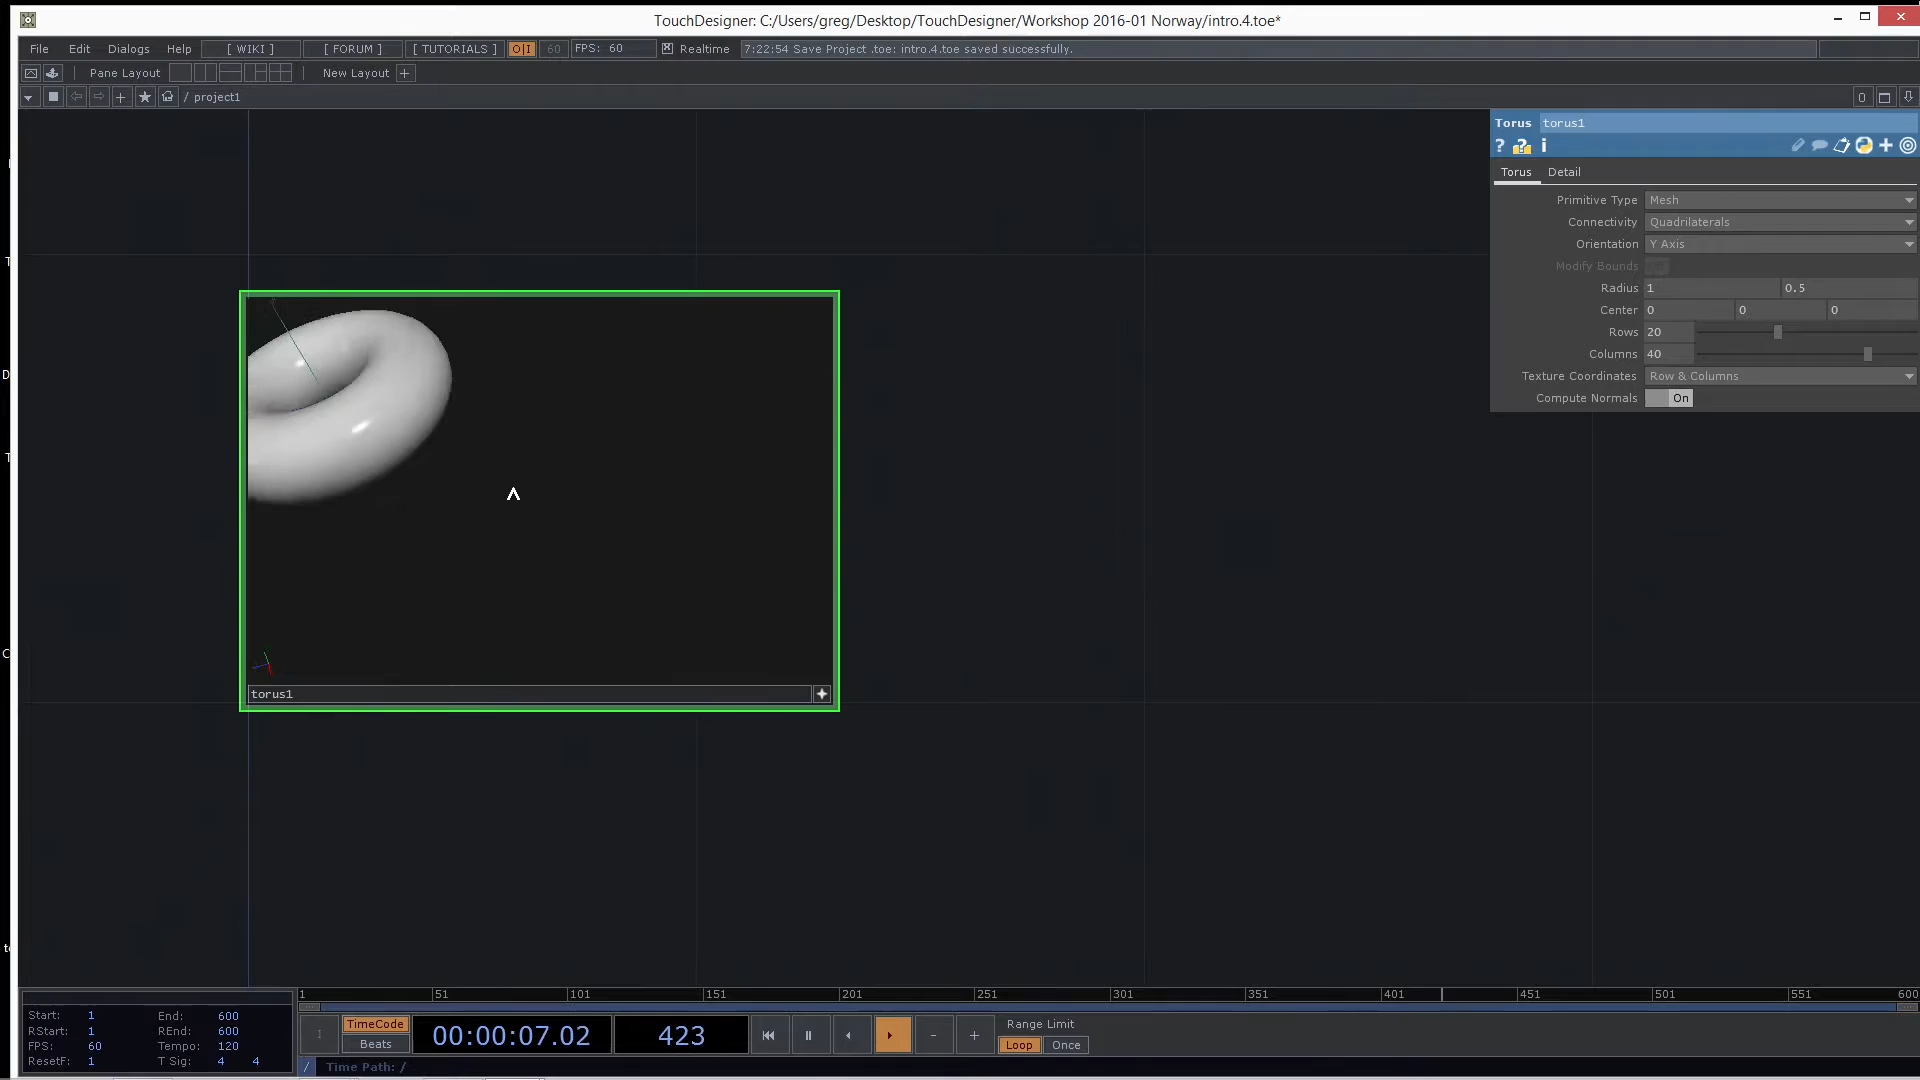 TouchDesigner: C:/Users/greg/Desktop/TouchDesigner/Workshop 2016-01 Norway/intro.4.toe*
File Edit Dialogs Help [ WIKI ] [ FORUM ] [ TUTORIALS ] O|I 60 FPS: 60 Realtime 7:22:54 Save Project .toe: intro.4.toe saved successfully.
Pane Layout New Layout +
/ project1 0
Torus torus1
? ? i
Torus Detail
Primitive Type Mesh
Connectivity Quadrilaterals
Orientation Y Axis
Modify Bounds
Radius 1 0.5
Center 0 0 0
Rows 20
Columns 40
Texture Coordinates Row & Columns
Compute Normals On
torus1
1 51 101 151 201 251 301 351 401 451 501 551 600
Start: 1 End: 600
RStart: 1 REnd: 600
FPS: 60 Tempo: 120
ResetF: 1 T Sig: 4 4
TimeCode
Beats
00:00:07.02 423
Range Limit
Loop Once
/ Time Path: /